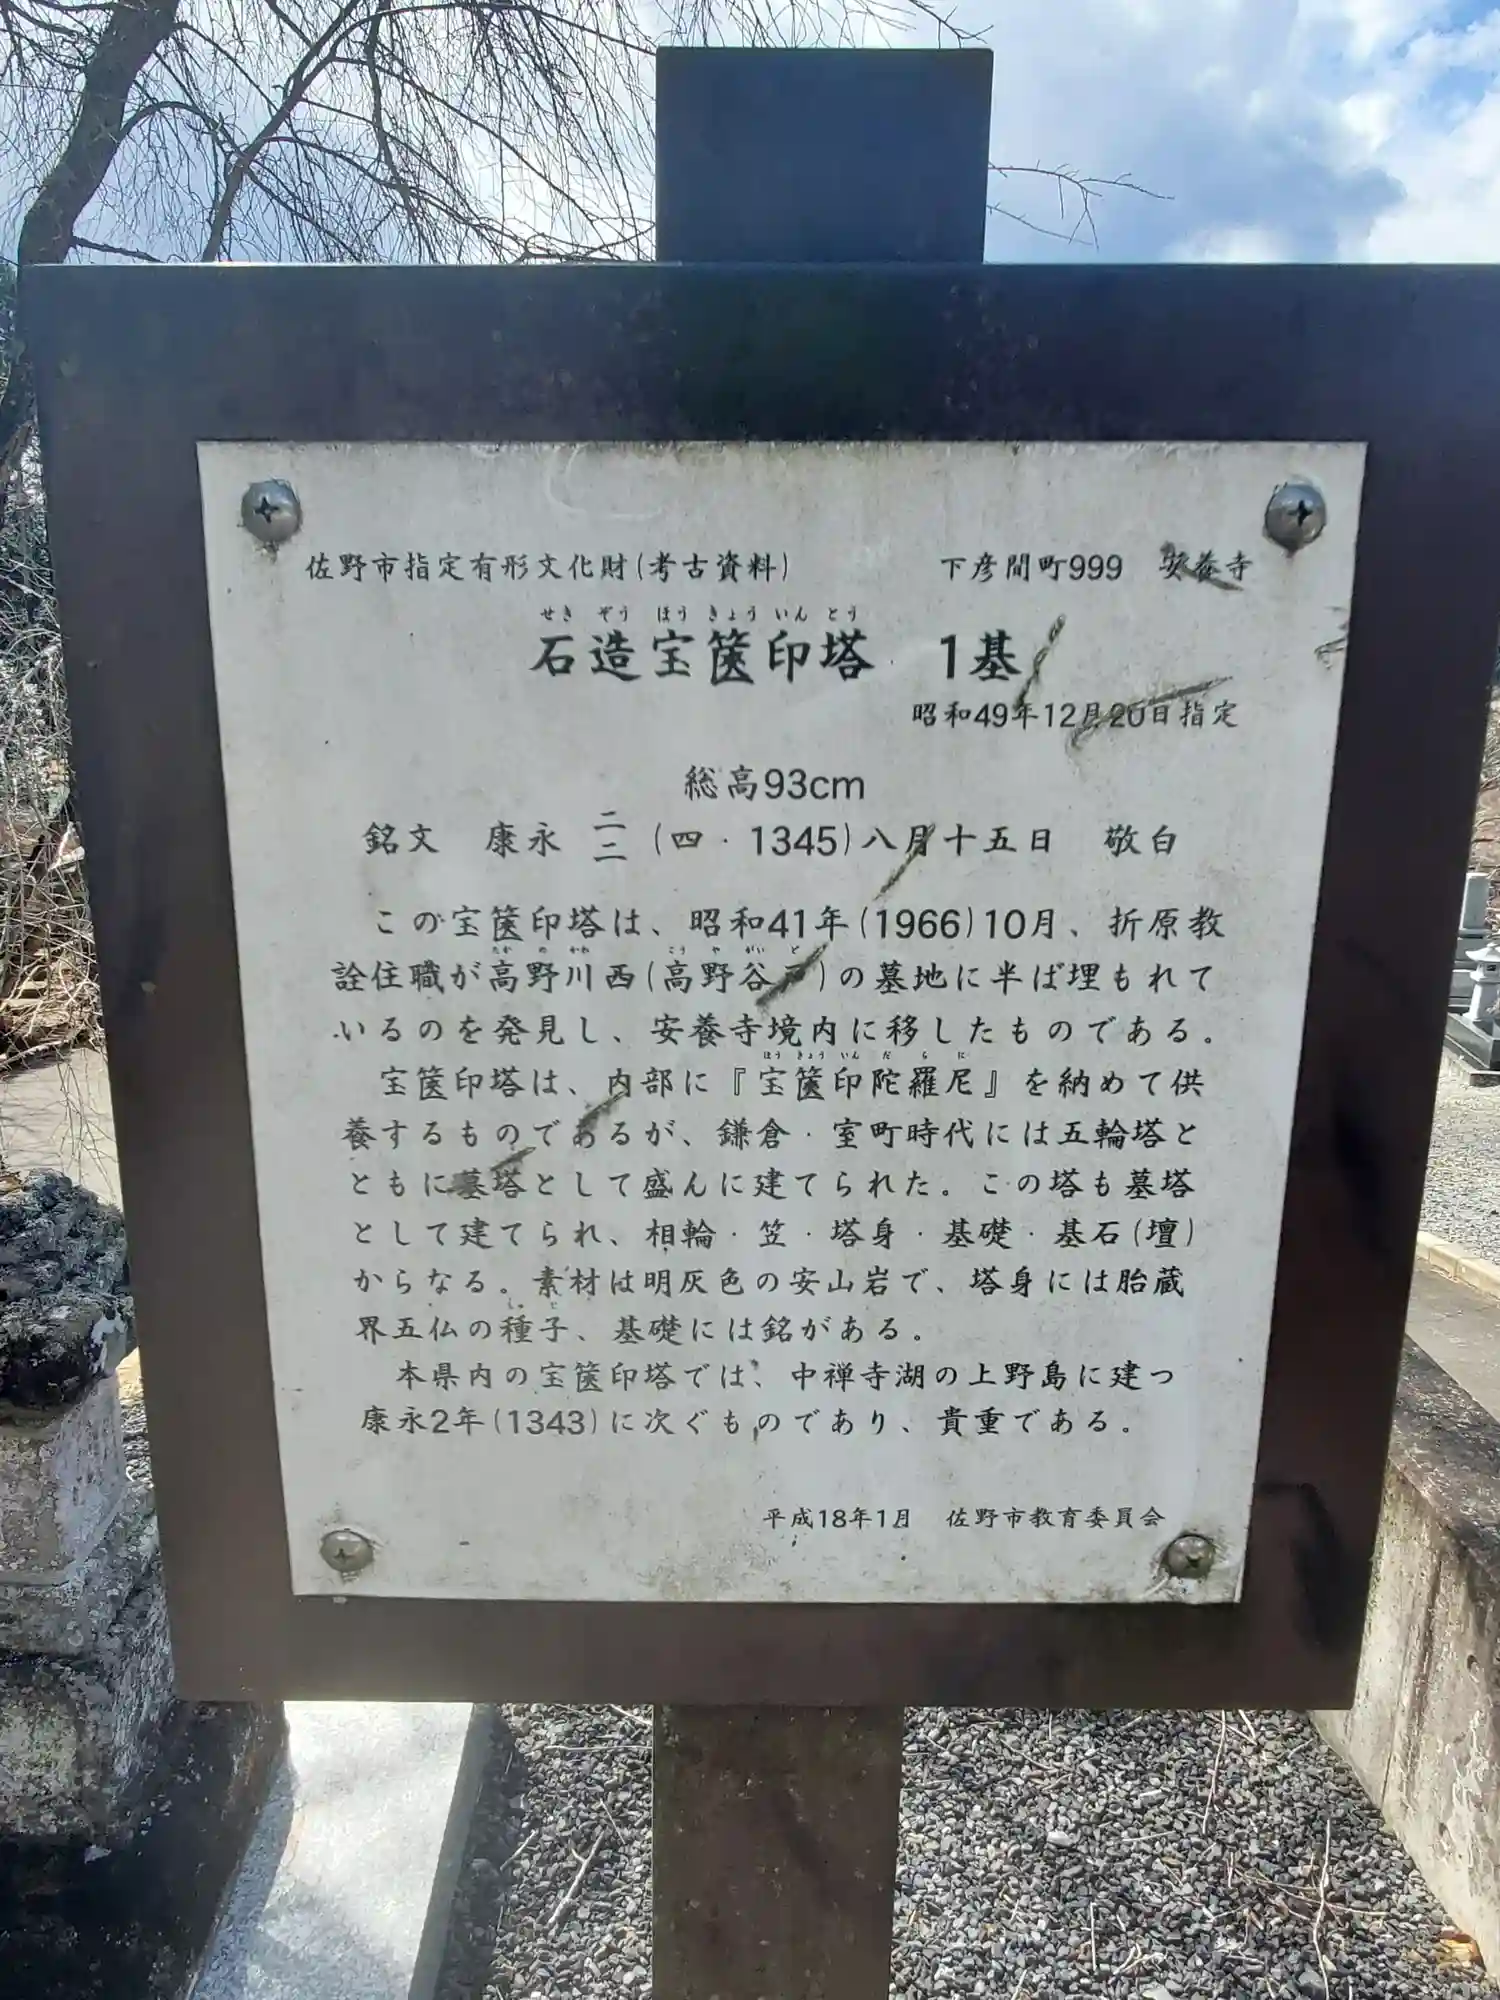 佐野市指定有形文化財(考古資料)　下彦間町999　安養寺
せきぞうほうきょういんとう
石造宝篋印塔　1基
昭和49年12月20日指定
総高93cm
銘文　康永 二二 (四・1345)八月十五日　敬白
この宝篋印塔は、昭和41年(1966)10月、折原教
たかのかわ　こうやがいど
詮住職が高野川西(高野谷戸)の墓地に半ば埋もれて
いるのを発見し、安養寺境内に移したものである。
ほうきょういんだらに
宝篋印塔は、内部に『宝篋印陀羅尼』を納めて供
養するものであるが、鎌倉・室町時代には五輪塔と
ともに墓塔として盛んに建てられた。この塔も墓塔
として建てられ、相輪・笠・塔身・基礎・基石(壇)
からなる。素材は明灰色の安山岩で、塔身には胎蔵
しゅじ
界五仏の種子、基礎には銘がある。
本県内の宝篋印塔では、中禅寺湖の上野島に建つ
康永2年(1343)に次ぐものであり、貴重である。
平成18年1月　佐野市教育委員会